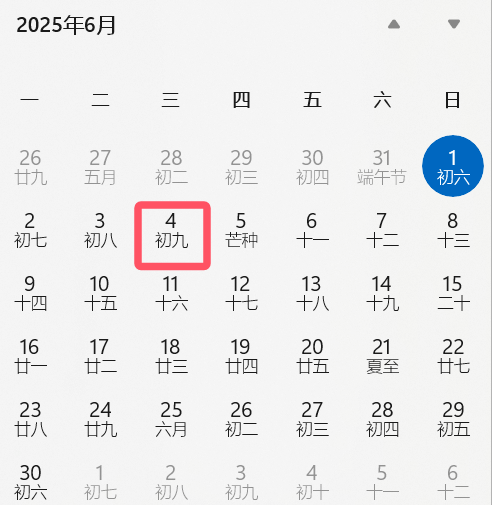 2025年6月
一 二 三 四 五 六 日
26 27 28 29 30 31 1
廿九 五月 初二 初三 初四 端午节 初六
2 3 4 5 6 7 8
初七 初八 初九 芒种 十一 十二 十三
9 10 11 12 13 14 15
十四 十五 十六 十七 十八 十九 二十
16 17 18 19 20 21 22
廿一 廿二 廿三 廿四 廿五 夏至 廿七
23 24 25 26 27 28 29
廿八 廿九 六月 初二 初三 初四 初五
30 1 2 3 4 5 6
初六 初七 初八 初九 初十 十一 十二